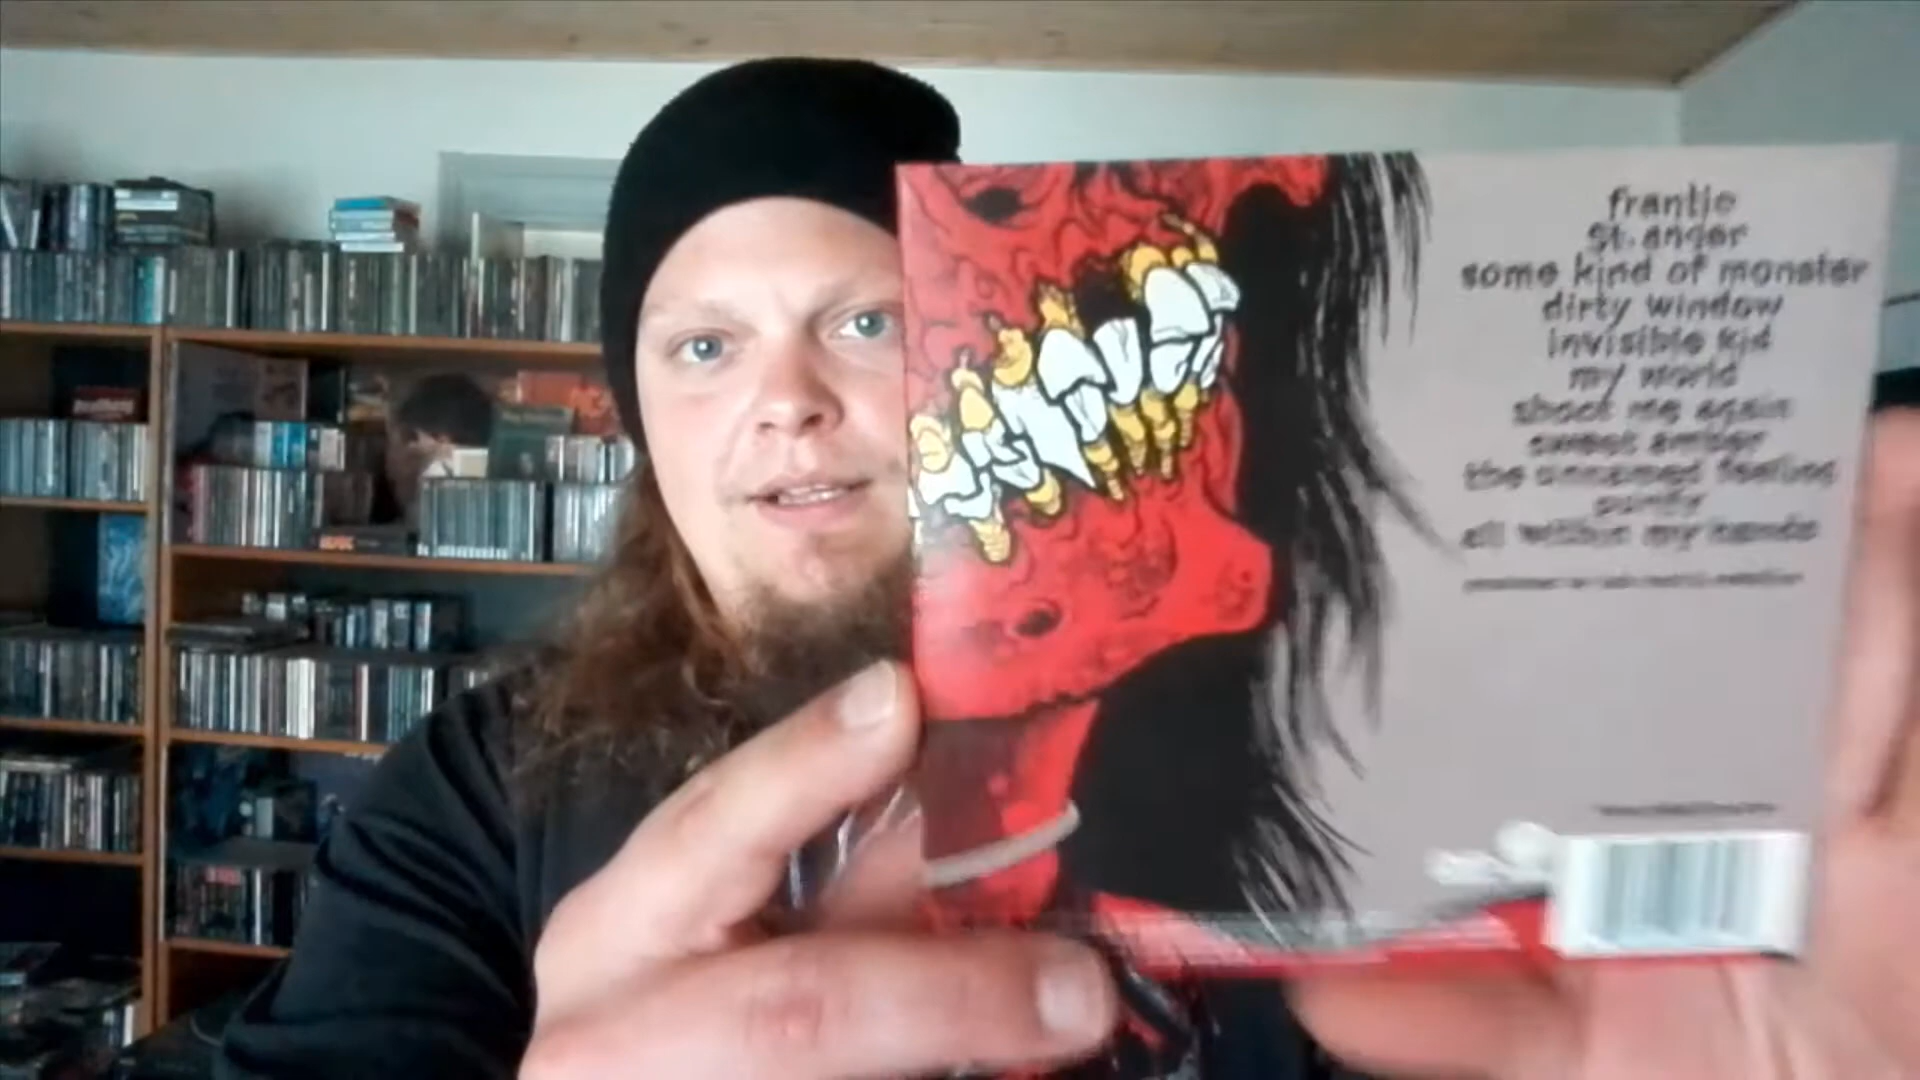 frantic
St. anger
some kind of monster
dirty window
invisible kid
my world
shoot me again
sweet amber
the unnamed feeling
purify
all within my hands